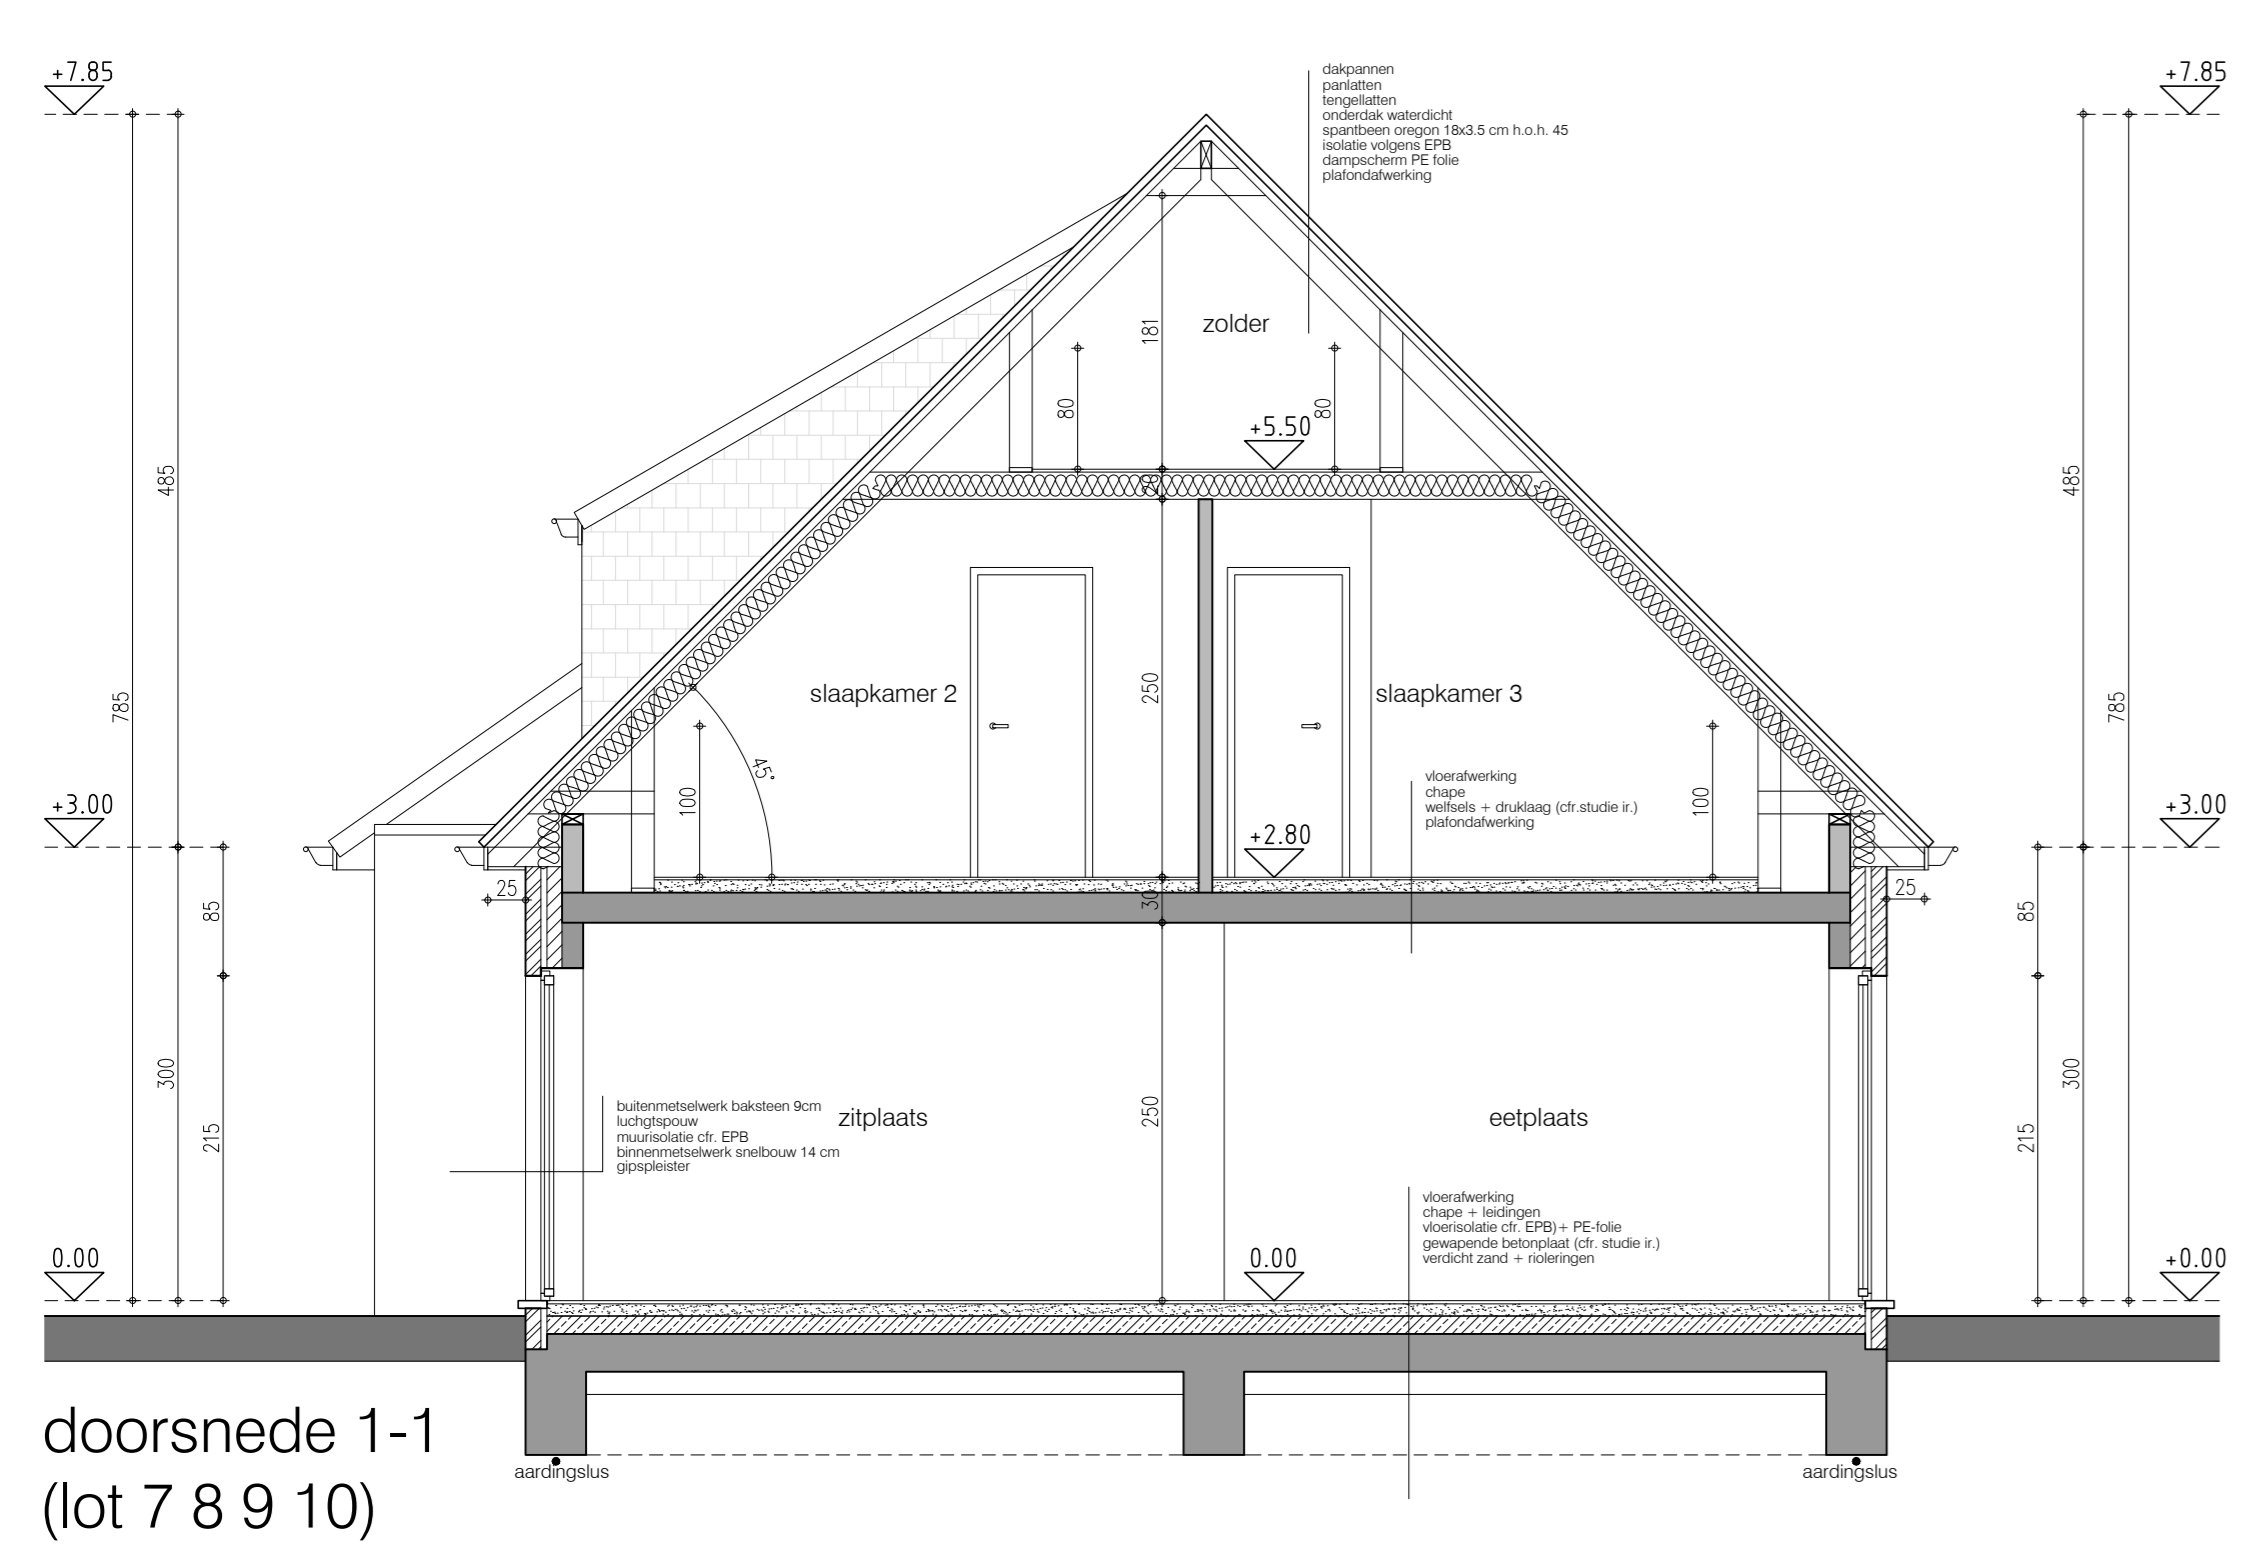 +7.85
+7.85
dakpannen
panlatten
tengellatten
onderdak waterdicht
spantbeen oregon 18x3.5 cm h.o.h. 45
isolatie volgens EPB
dampscherm PE folie
plafondafwerking
zolder
181
80
80
+5.50
20
485
485
785
785
slaapkamer 2
250
slaapkamer 3
45°
100
100
vloerafwerking
chape
welfsels + druklaag (cfr.studie ir.)
plafondafwerking
+3.00
+3.00
+2.80
25
25
30
85
85
300
300
215
215
buitenmetselwerk baksteen 9cm
luchgtspouw
muurisolatie cfr. EPB
binnenmetselwerk snelbouw 14 cm
gipspleister
zitplaats
250
eetplaats
vloerafwerking
chape + leidingen
vloerisolatie cfr. EPB)+ PE-folie
gewapende betonplaat (cfr. studie ir.)
verdicht zand + rioleringen
0.00
0.00
+0.00
doorsnede 1-1
(lot 7 8 9 10)
aardingslus
aardingslus